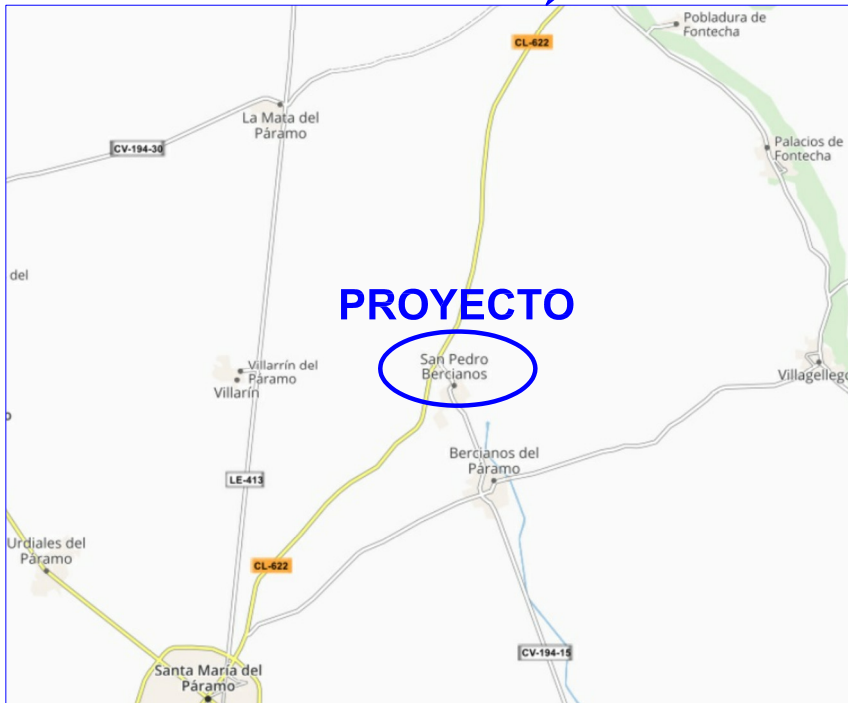 Pobladura de
Fontecha
CL-622
La Mata del
Páramo
CV-194-30
Palacios de
Fontecha
del
PROYECTO
San Pedro
Bercianos
Villarrín del
Páramo
Villarín
Villagellego
Bercianos del
Páramo
LE-413
Urdiales del
Páramo
CL-622
CV-194-15
Santa María del
Páramo